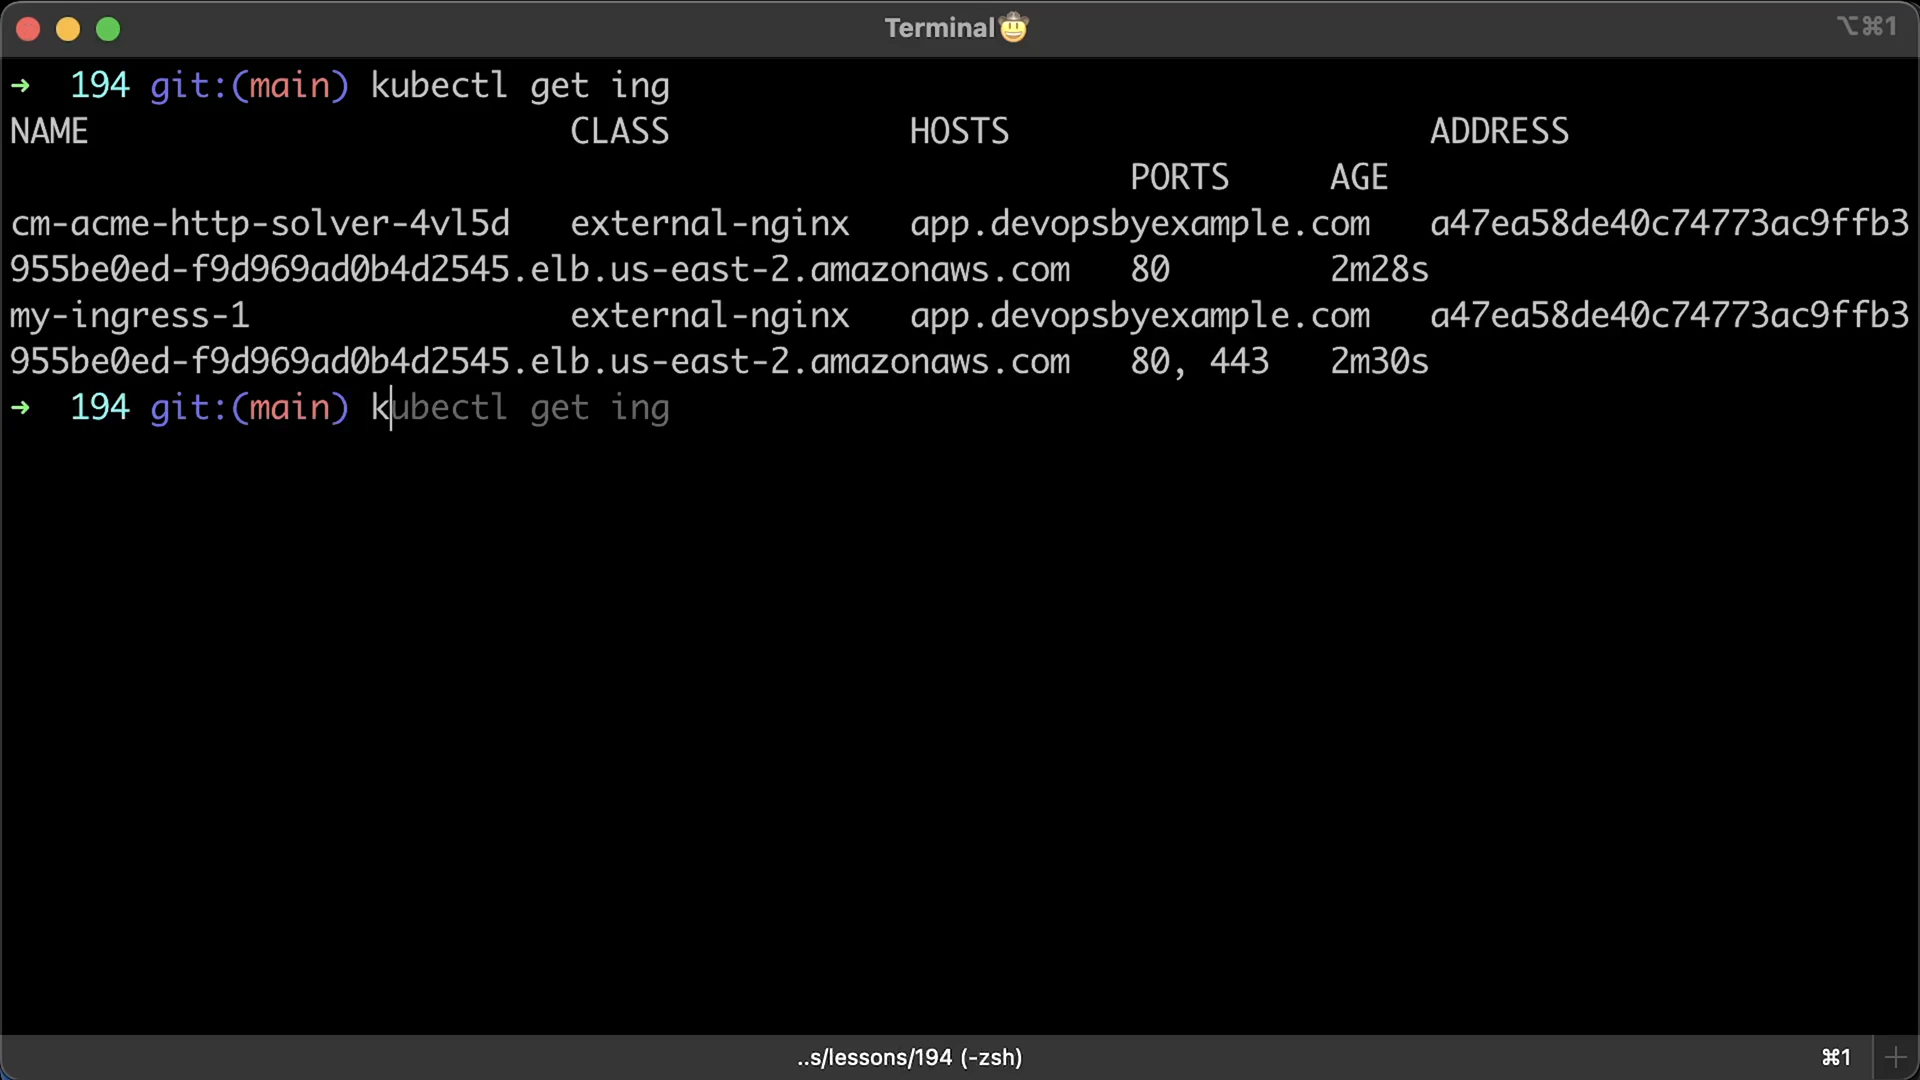 Terminal🤠
⌥⌘1
➜  194 git:(main) kubectl get ing
NAME                        CLASS            HOSTS                     ADDRESS
                                                        PORTS     AGE
cm-acme-http-solver-4vl5d   external-nginx   app.devopsbyexample.com   a47ea58de40c74773ac9ffb3
955be0ed-f9d969ad0b4d2545.elb.us-east-2.amazonaws.com   80        2m28s
my-ingress-1                external-nginx   app.devopsbyexample.com   a47ea58de40c74773ac9ffb3
955be0ed-f9d969ad0b4d2545.elb.us-east-2.amazonaws.com   80, 443   2m30s
➜  194 git:(main) kubectl get ing
..s/lessons/194 (-zsh)
⌘1